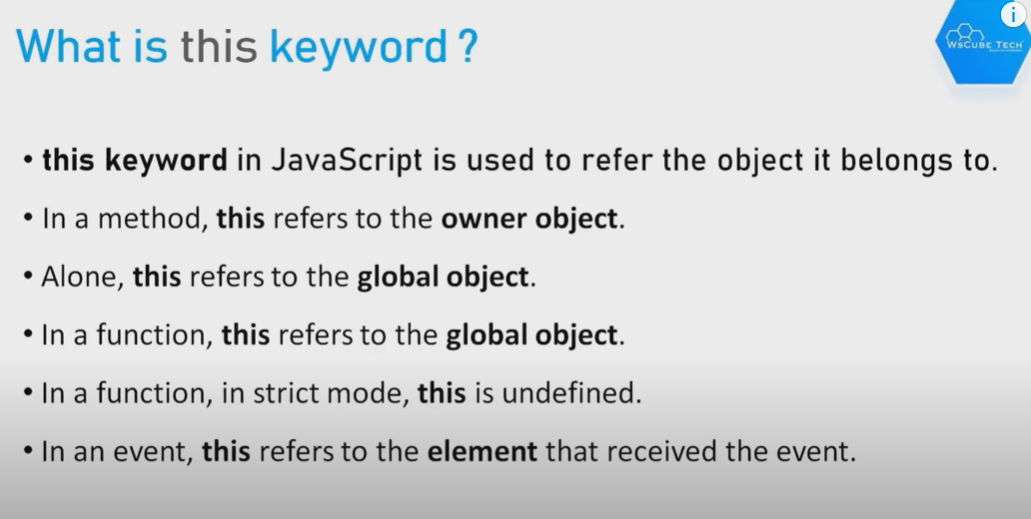 What is this keyword ?
WsCube Tech
• this keyword in JavaScript is used to refer the object it belongs to.
• In a method, this refers to the owner object.
• Alone, this refers to the global object.
• In a function, this refers to the global object.
• In a function, in strict mode, this is undefined.
• In an event, this refers to the element that received the event.